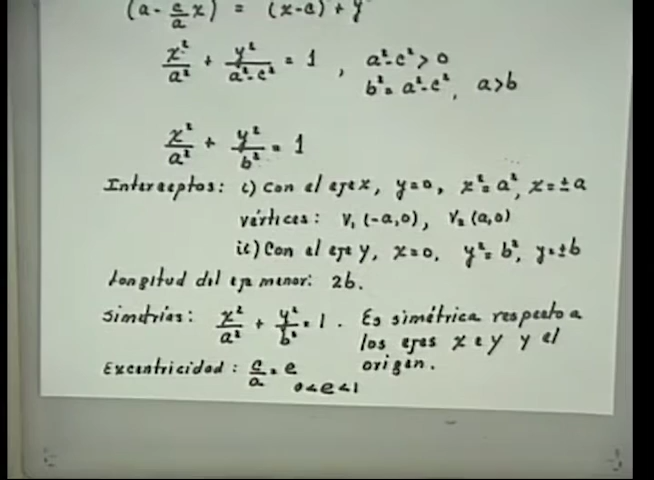 (a - c/a x) = (x-c) + y
x²/a² + y²/a²-c² = 1 , a²-c² > 0
b² = a²-c², a>b
x²/a² + y²/b² = 1
Interceptos: i) Con el eje x, y=0, x²=a², x=±a
vértices: V₁(-a,0), V₂(a,0)
ii) Con el eje y, x=0, y²=b², y=±b
Longitud del eje menor: 2b.
Simetrías: x²/a² + y²/b² = 1. Es simétrica respecto a
los ejes x e y y el
origen.
Excentricidad: c/a = e
0<e<1